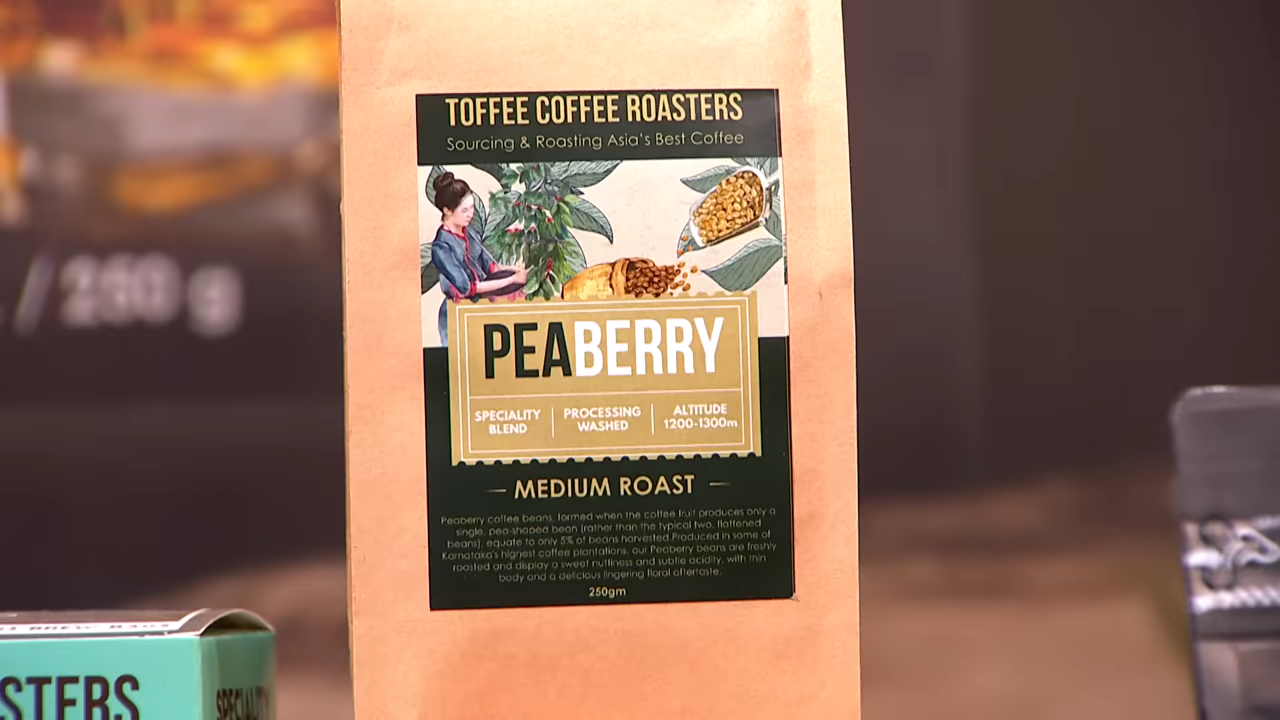 TOFFEE COFFEE ROASTERS
Sourcing & Roasting Asia's Best Coffee
PEABERRY
SPECIALITY BLEND
PROCESSING WASHED
ALTITUDE 1200-1300m
MEDIUM ROAST
Peaberry coffee beans, formed when the coffee fruit produces only a
single, pea-shaped bean (rather than the typical two, flattened
beans), equate to only 5% of beans harvested.Produced in some of
Karnataka's highest coffee plantations, our Peaberry beans are freshly
roasted and display a sweet nuttiness and subtle acidity, with thin
body and a delicious lingering floral aftertaste.
250gm
/ 250 g
BREW BAGS
STERS
SPECIALITY